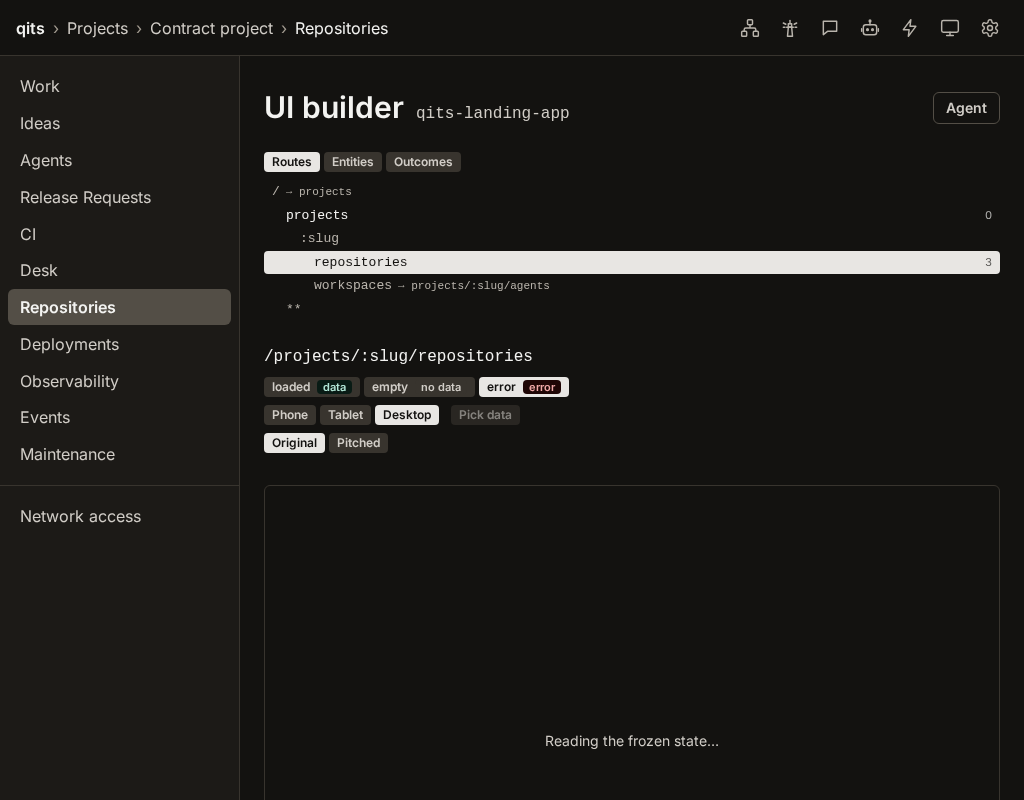 qits › Projects › Contract project › Repositories
Work
Ideas
Agents
Release Requests
CI
Desk
Repositories
Deployments
Observability
Events
Maintenance
Network access
UI builder qits-landing-app
Agent
Routes Entities Outcomes
/ → projects
projects 0
:slug
repositories 3
workspaces → projects/:slug/agents
**
/projects/:slug/repositories
loaded data empty no data error error
Phone Tablet Desktop Pick data
Original Pitched
Reading the frozen state…